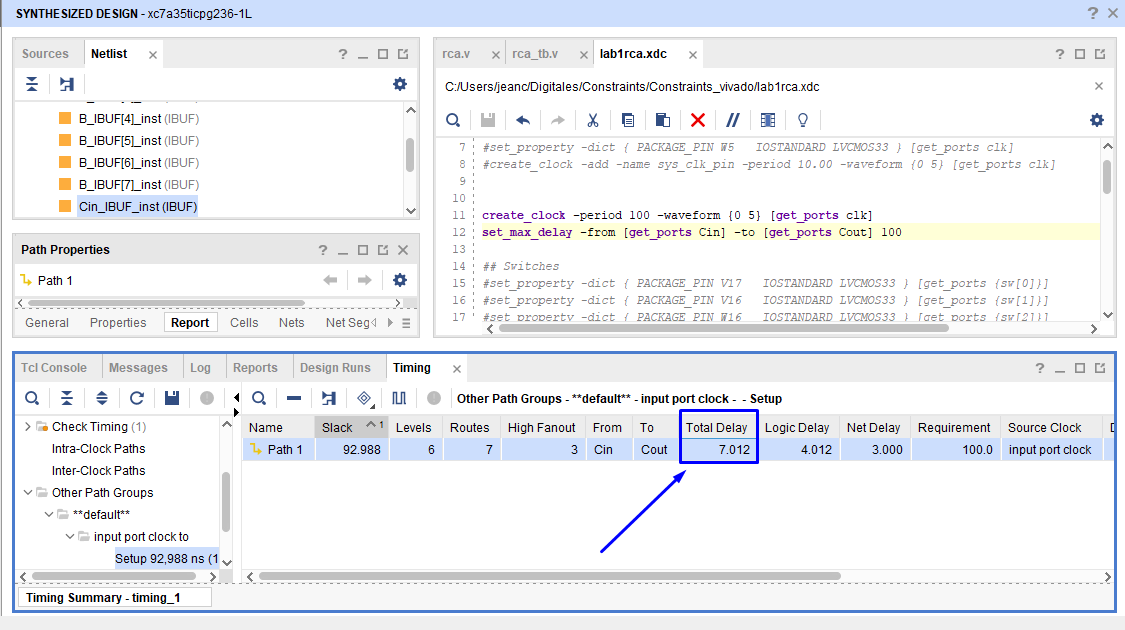 SYNTHESIZED DESIGN - xc7a35ticpg236-1L
Sources
Netlist
B_IBUF[4]_inst (IBUF)
B_IBUF[5]_inst (IBUF)
B_IBUF[6]_inst (IBUF)
B_IBUF[7]_inst (IBUF)
Cin_IBUF_inst (IBUF)
Path Properties
Path 1
General Properties Report Cells Nets Net Seg
rca.v rca_tb.v lab1rca.xdc
C:/Users/jeanc/Digitales/Constraints/Constraints_vivado/lab1rca.xdc
7 #set_property -dict { PACKAGE_PIN W5 IOSTANDARD LVCMOS33 } [get_ports clk]
8 #create_clock -add -name sys_clk_pin -period 10.00 -waveform {0 5} [get_ports clk]
9
10
11 create_clock -period 100 -waveform {0 5} [get_ports clk]
12 set_max_delay -from [get_ports Cin] -to [get_ports Cout] 100
13
14 ## Switches
15 #set_property -dict { PACKAGE_PIN V17 IOSTANDARD LVCMOS33 } [get_ports {sw[0]}]
16 #set_property -dict { PACKAGE_PIN V16 IOSTANDARD LVCMOS33 } [get_ports {sw[1]}]
17 #set_property -dict { PACKAGE_PIN W16 IOSTANDARD LVCMOS33 } [get_ports {sw[2]}]
Tcl Console Messages Log Reports Design Runs Timing
Check Timing (1)
Intra-Clock Paths
Inter-Clock Paths
Other Path Groups
**default**
input port clock to
Setup 92,988 ns (1
Other Path Groups - **default** - input port clock - - Setup
Name Slack 1 Levels Routes High Fanout From To Total Delay Logic Delay Net Delay Requirement Source Clock
Path 1 92.988 6 7 3 Cin Cout 7.012 4.012 3.000 100.0 input port clock
Timing Summary - timing_1